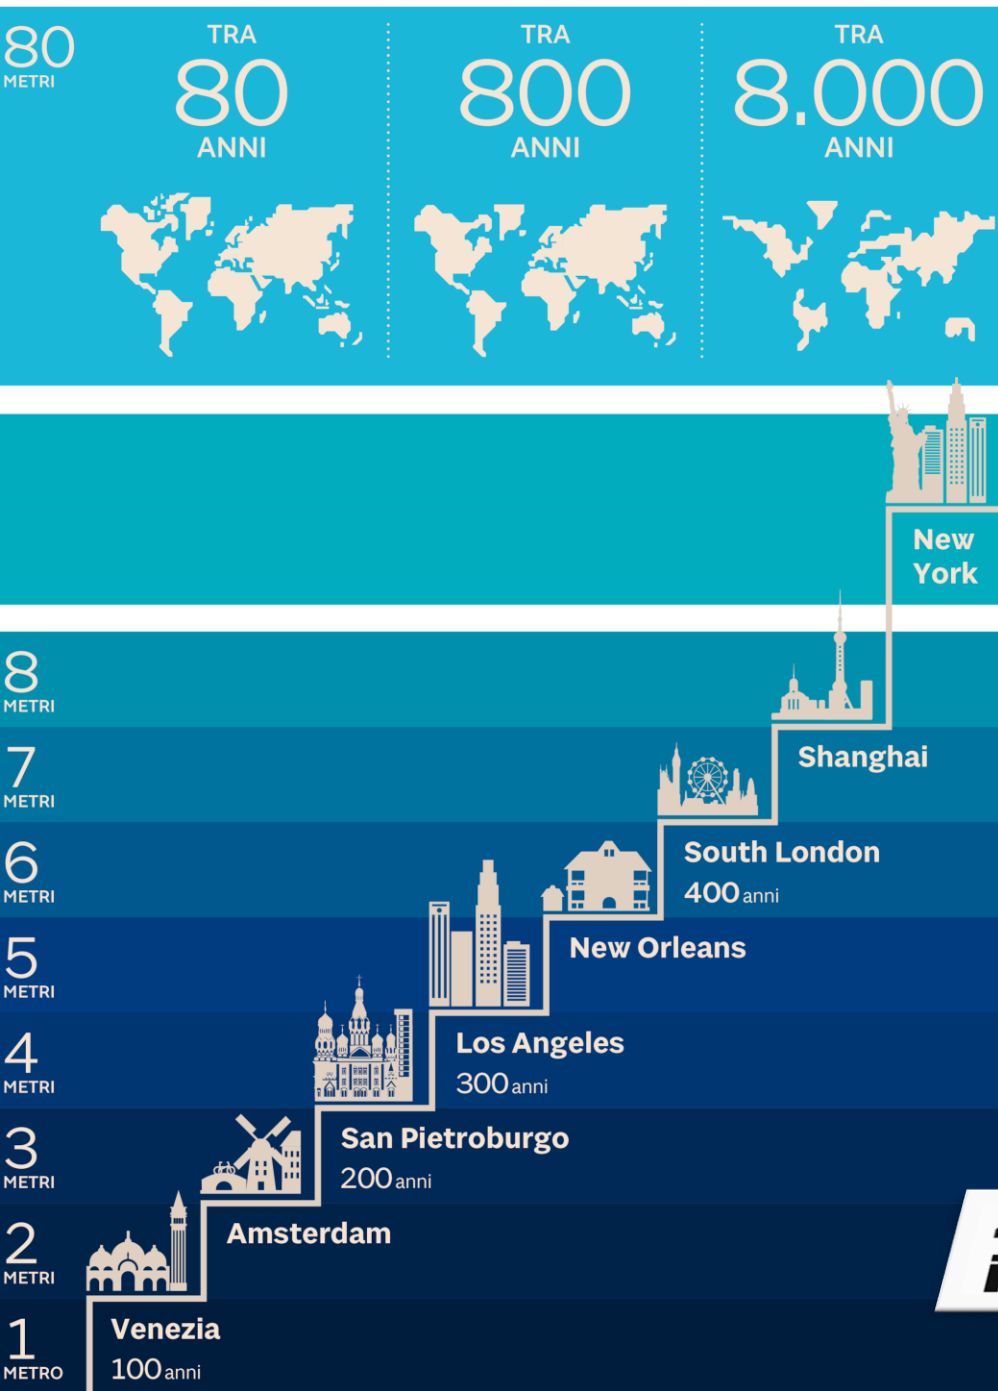 80
METRI
TRA
80
ANNI
TRA
800
ANNI
TRA
8.000
ANNI
New
York
8
METRI
7
METRI
Shanghai
6
METRI
South London
400 anni
5
METRI
New Orleans
4
METRI
Los Angeles
300 anni
3
METRI
San Pietroburgo
200 anni
2
METRI
Amsterdam
1
METRO
Venezia
100 anni